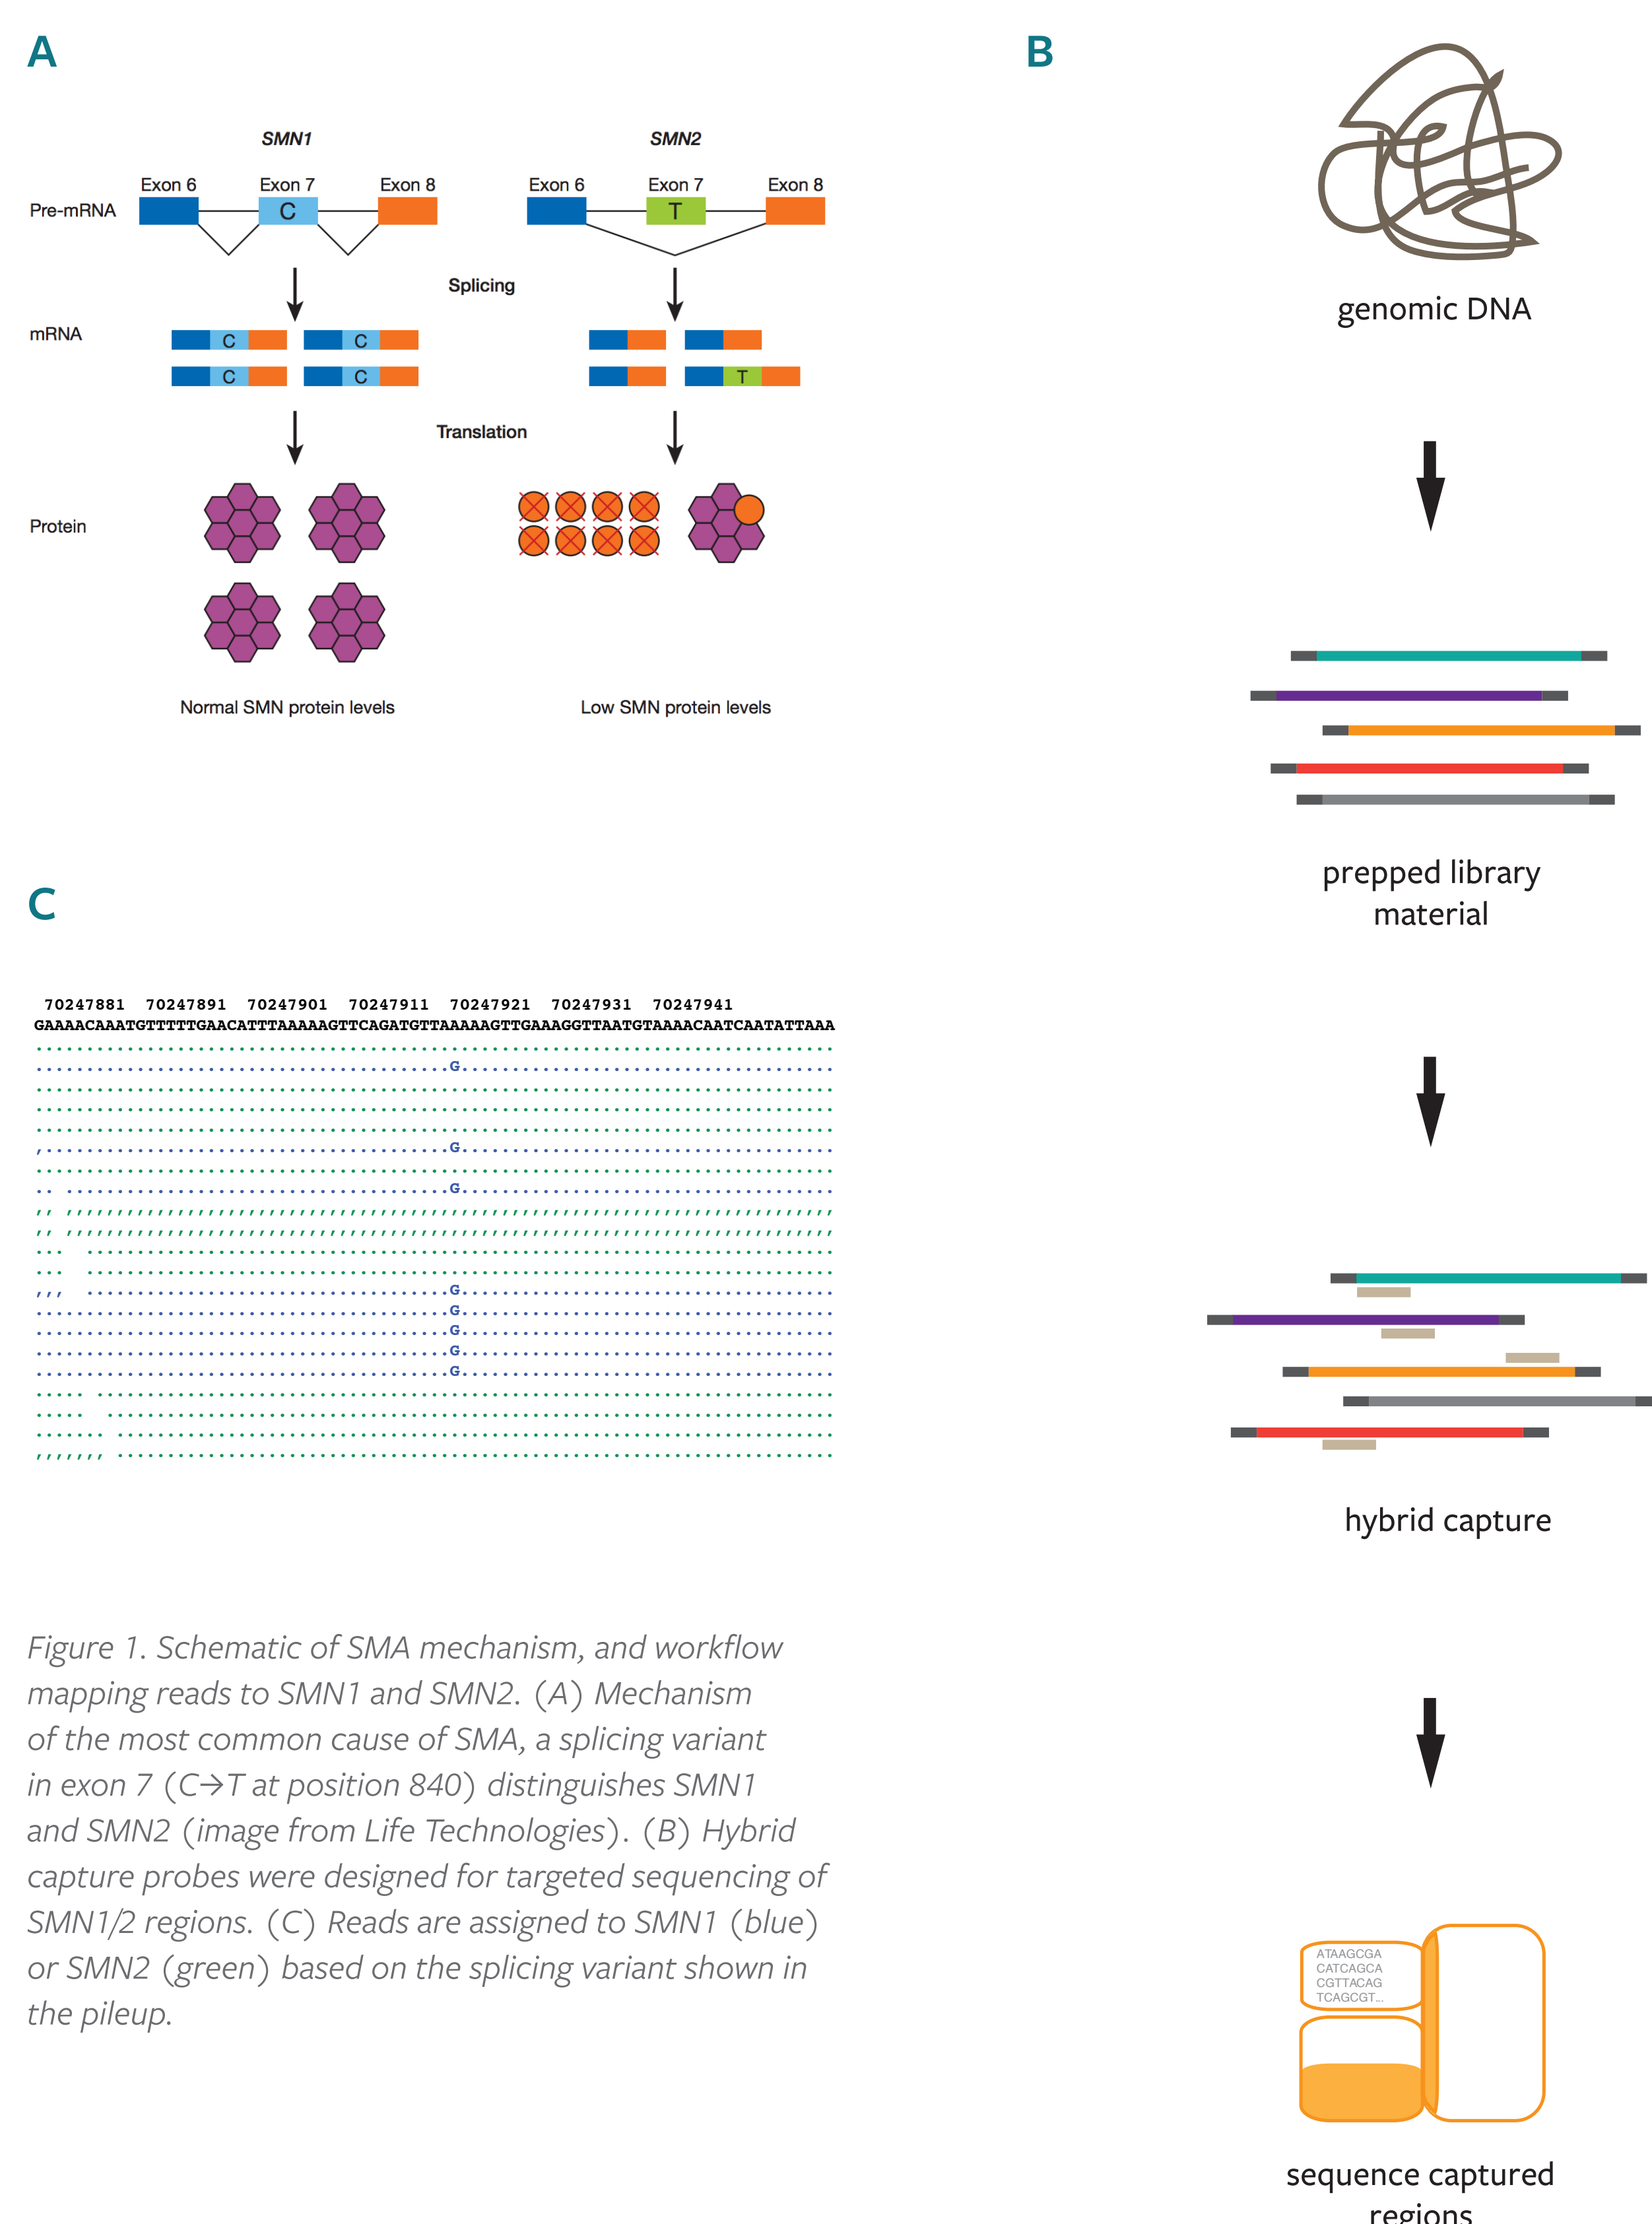 A
SMN1
SMN2
Exon 6
Exon 7
Exon 8
Exon 6
Exon 7
Exon 8
Pre-mRNA
C
T
Splicing
mRNA
C
C
C
C
T
Translation
Protein
Normal SMN protein levels
Low SMN protein levels
B
genomic DNA
prepped library
material
hybrid capture
ATAAGCGA
CATCAGCA
CGTTACAG
TCAGCGT...
sequence captured
regions
C
70247881 70247891 70247901 70247911 70247921 70247931 70247941
GAAAACAAATGTTTTTGAACATTTAAAAAGTTCAGATGTTAAAAAGTTGAAAGGTTAATGTAAAACAATCAATATTAAA
G
G
G
G
G
G
G
G
Figure 1. Schematic of SMA mechanism, and workflow
mapping reads to SMN1 and SMN2. (A) Mechanism
of the most common cause of SMA, a splicing variant
in exon 7 (C→T at position 840) distinguishes SMN1
and SMN2 (image from Life Technologies). (B) Hybrid
capture probes were designed for targeted sequencing of
SMN1/2 regions. (C) Reads are assigned to SMN1 (blue)
or SMN2 (green) based on the splicing variant shown in
the pileup.